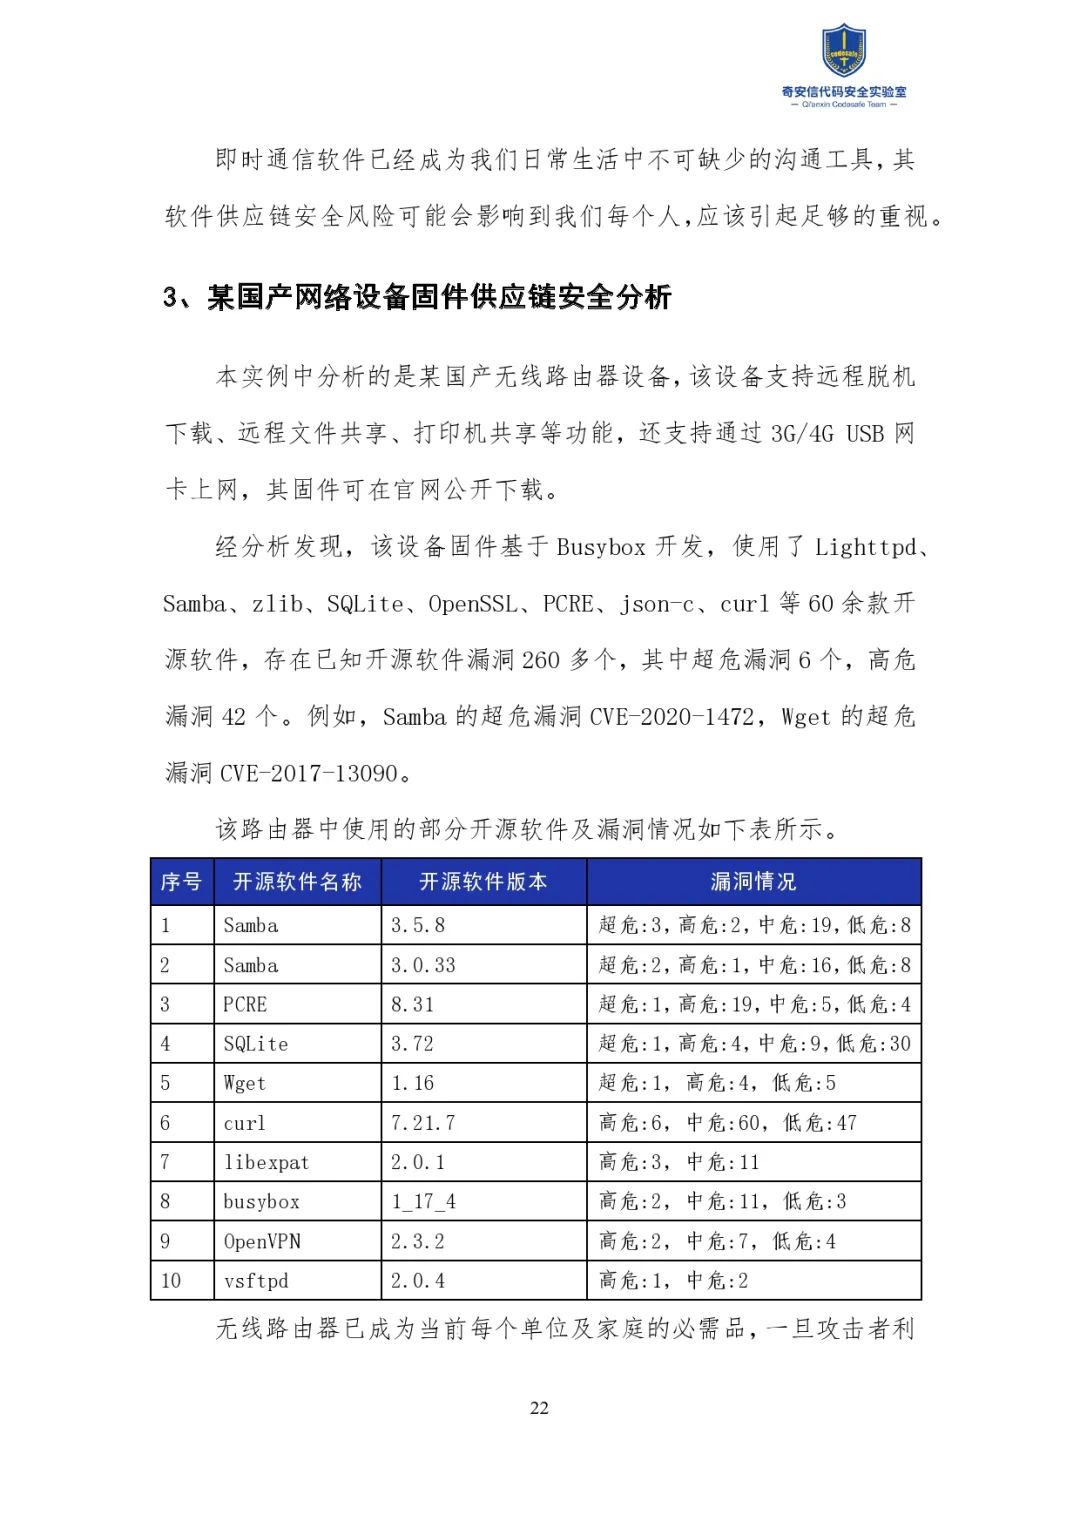 codesafe
奇安信代码安全实验室
— Qi'anxin Codesafe Team —
即时通信软件已经成为我们日常生活中不可缺少的沟通工具，其
软件供应链安全风险可能会影响到我们每个人，应该引起足够的重视。
3、某国产网络设备固件供应链安全分析
本实例中分析的是某国产无线路由器设备，该设备支持远程脱机
下载、远程文件共享、打印机共享等功能，还支持通过 3G/4G USB 网
卡上网，其固件可在官网公开下载。
经分析发现，该设备固件基于 Busybox 开发，使用了 Lighttpd、
Samba、zlib、SQLite、OpenSSL、PCRE、json-c、curl 等 60 余款开
源软件，存在已知开源软件漏洞 260 多个，其中超危漏洞 6 个，高危
漏洞 42 个。例如，Samba 的超危漏洞 CVE-2020-1472，Wget 的超危
漏洞 CVE-2017-13090。
该路由器中使用的部分开源软件及漏洞情况如下表所示。
序号 开源软件名称 开源软件版本 漏洞情况
1 Samba 3.5.8 超危:3，高危:2，中危:19，低危:8
2 Samba 3.0.33 超危:2，高危:1，中危:16，低危:8
3 PCRE 8.31 超危:1，高危:19，中危:5，低危:4
4 SQLite 3.72 超危:1，高危:4，中危:9，低危:30
5 Wget 1.16 超危:1，高危:4，低危:5
6 curl 7.21.7 高危:6，中危:60，低危:47
7 libexpat 2.0.1 高危:3，中危:11
8 busybox 1_17_4 高危:2，中危:11，低危:3
9 OpenVPN 2.3.2 高危:2，中危:7，低危:4
10 vsftpd 2.0.4 高危:1，中危:2
无线路由器已成为当前每个单位及家庭的必需品，一旦攻击者利
22